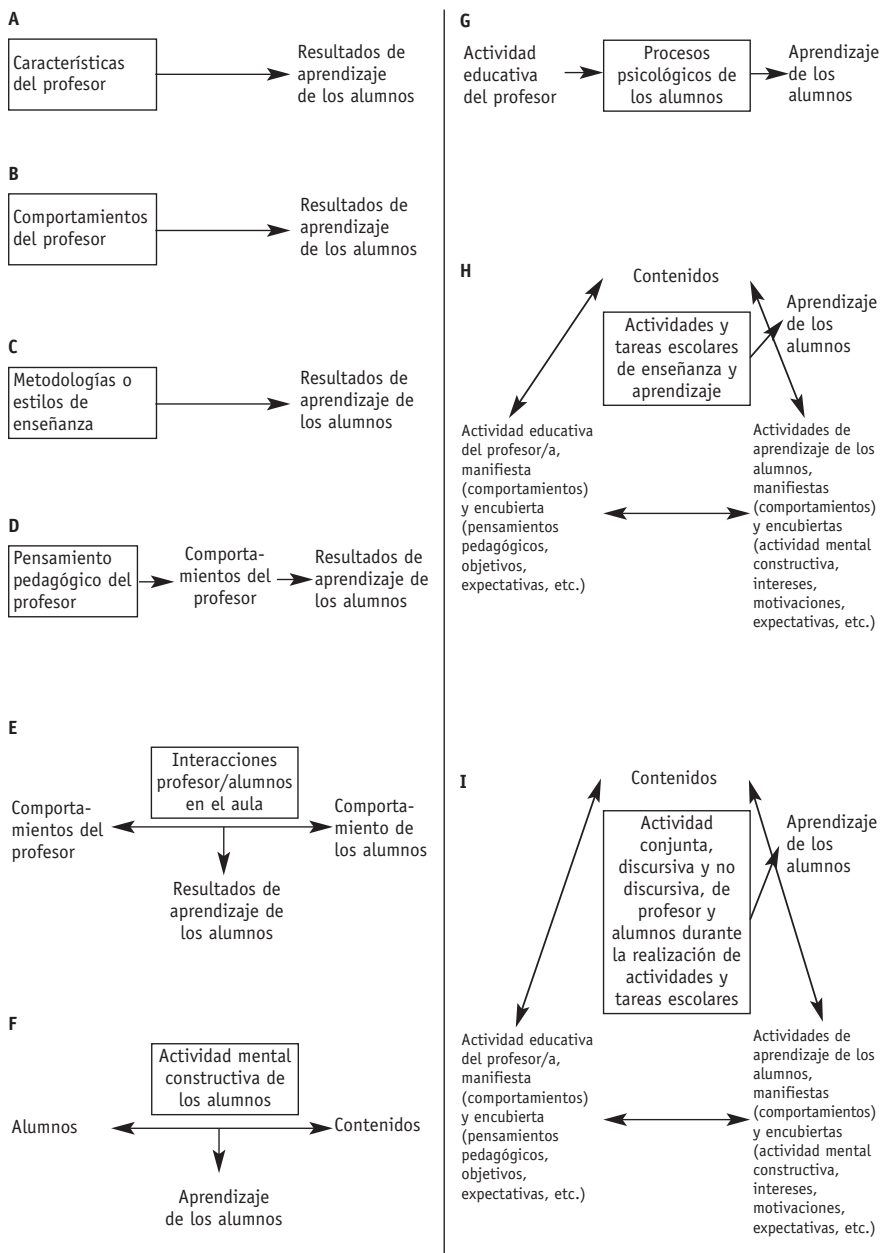 A
Características
del profesor
Resultados de
aprendizaje
de los alumnos
B
Comportamientos
del profesor
Resultados de
aprendizaje
de los alumnos
C
Metodologías o
estilos de
enseñanza
Resultados de
aprendizaje de
los alumnos
D
Pensamiento
pedagógico del
profesor
Comporta-
mientos del
profesor
Resultados de
aprendizaje de
los alumnos
E
Interacciones
profesor/alumnos
en el aula
Comporta-
mientos del
profesor
Comporta-
miento de
los alumnos
Resultados de
aprendizaje de
los alumnos
F
Actividad mental
constructiva de
los alumnos
Alumnos
Contenidos
Aprendizaje
de los alumnos
G
Actividad
educativa
del profesor
Procesos
psicológicos de
los alumnos
Aprendizaje
de los
alumnos
H
Contenidos
Actividades y
tareas escolares
de enseñanza y
aprendizaje
Aprendizaje
de los
alumnos
Actividad educativa
del profesor/a,
manifiesta
(comportamientos)
y encubierta
(pensamientos
pedagógicos,
objetivos,
expectativas, etc.)
Actividades de
aprendizaje de los
alumnos,
manifiestas
(comportamientos)
y encubiertas
(actividad mental
constructiva,
intereses,
motivaciones,
expectativas, etc.)
I
Contenidos
Actividad
conjunta,
discursiva y no
discursiva, de
profesor y
alumnos durante
la realización de
actividades y
tareas escolares
Aprendizaje
de los
alumnos
Actividad educativa
del profesor/a,
manifiesta
(comportamientos)
y encubierta
(pensamientos
pedagógicos,
objetivos,
expectativas, etc.)
Actividades de
aprendizaje de los
alumnos,
manifiestas
(comportamientos)
y encubiertas
(actividad mental
constructiva,
intereses,
motivaciones,
expectativas, etc.)